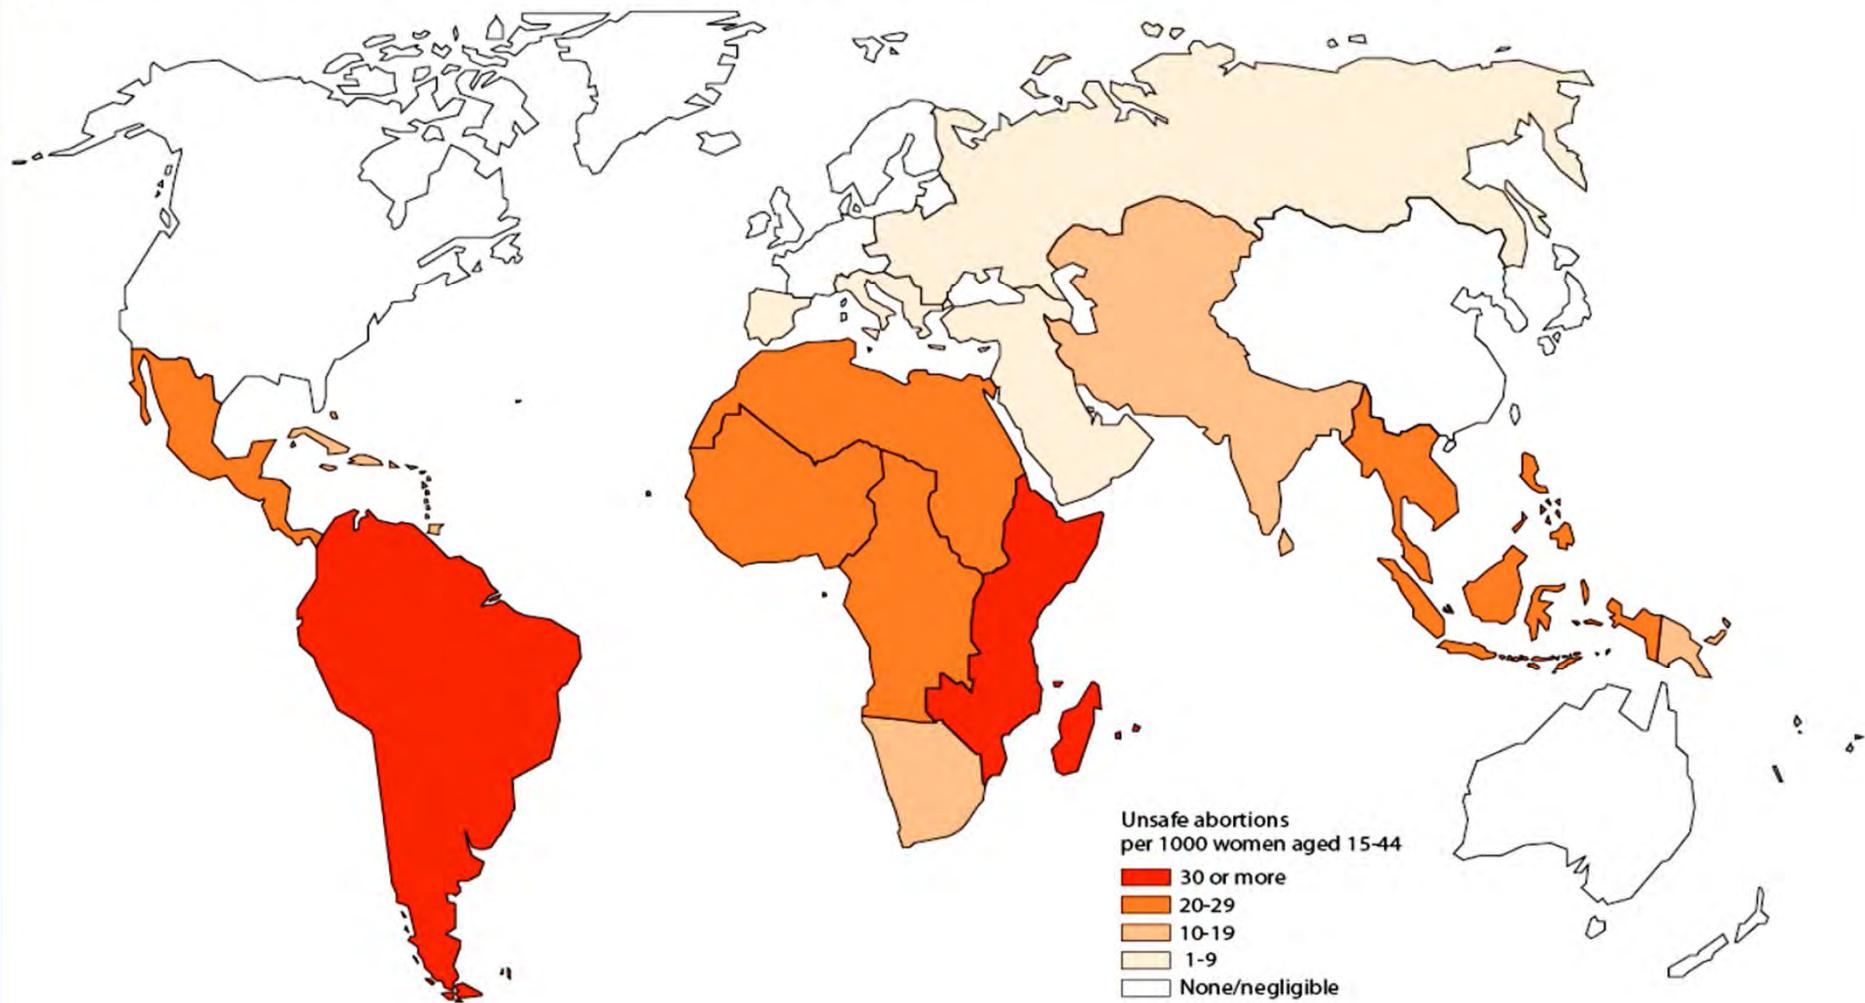 Unsafe abortions
per 1000 women aged 15-44
30 or more
20-29
10-19
1-9
None/negligible